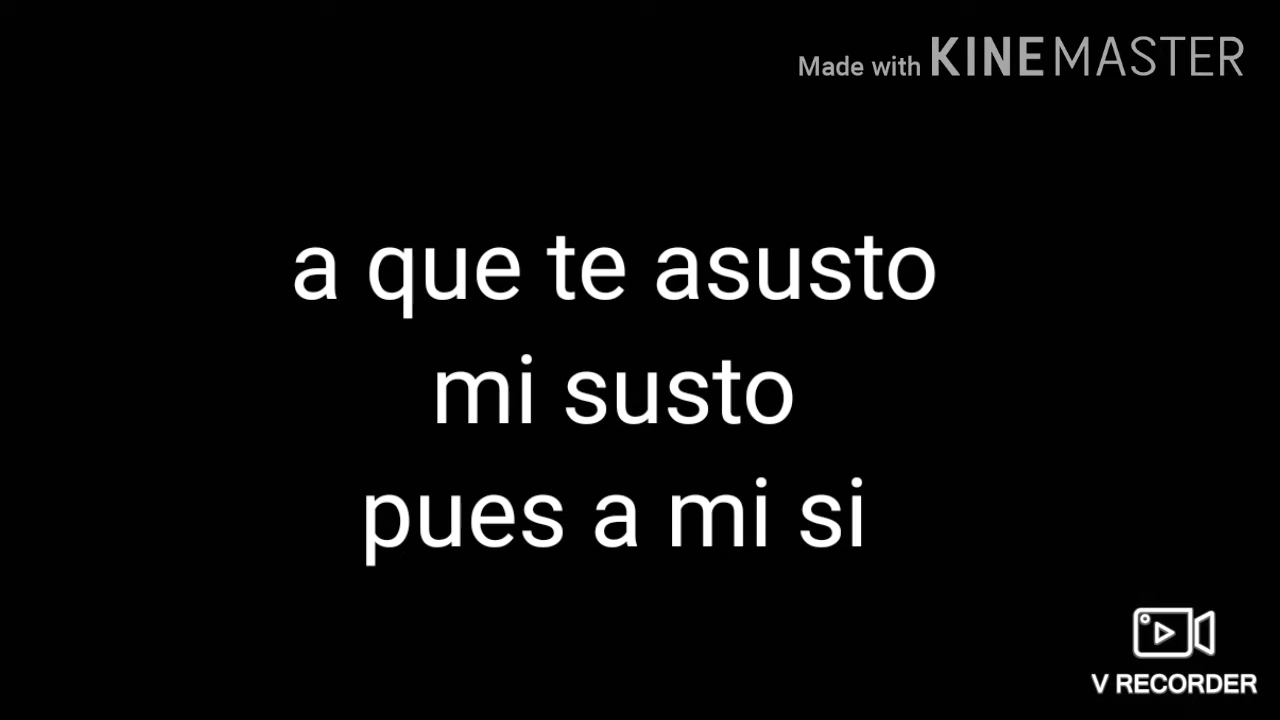 Made with KINEMASTER
a que te asusto
mi susto
pues a mi si
V RECORDER